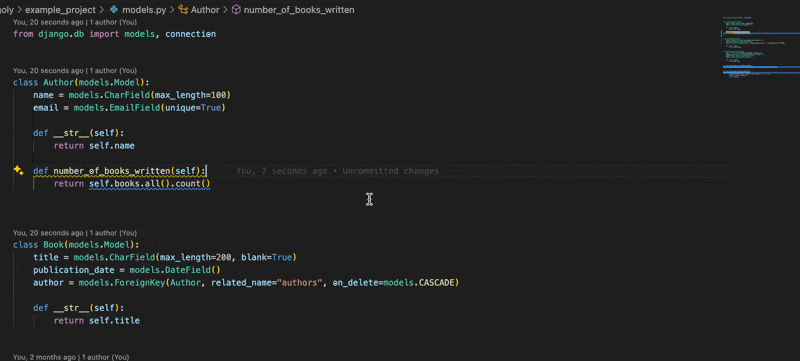 goly > example_project > models.py > Author > number_of_books_written
You, 20 seconds ago | 1 author (You)
from django.db import models, connection
You, 20 seconds ago | 1 author (You)
class Author(models.Model):
name = models.CharField(max_length=100)
email = models.EmailField(unique=True)
def __str__(self):
return self.name
def number_of_books_written(self): You, 7 seconds ago • Uncommitted changes
return self.books.all().count()
You, 20 seconds ago | 1 author (You)
class Book(models.Model):
title = models.CharField(max_length=200, blank=True)
publication_date = models.DateField()
author = models.ForeignKey(Author, related_name="authors", on_delete=models.CASCADE)
def __str__(self):
return self.title
You, 2 months ago | 1 author (You)